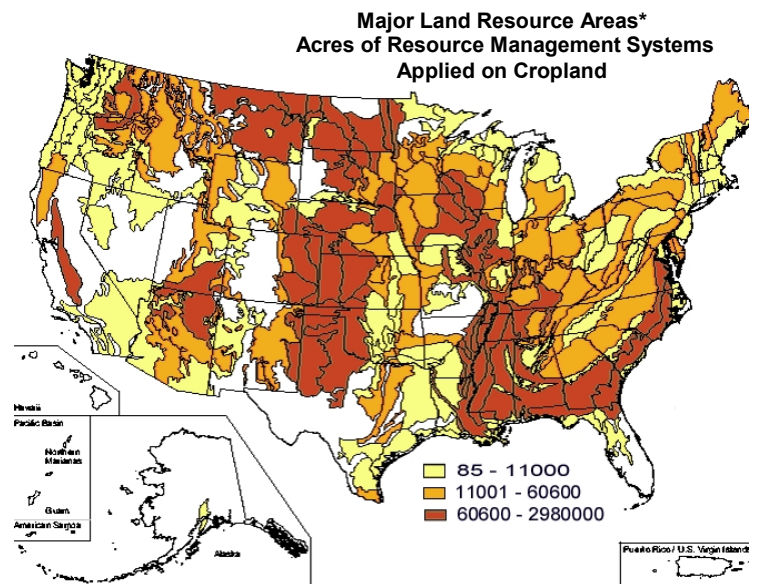 Major Land Resource Areas*
Acres of Resource Management Systems
Applied on Cropland
Hawaii
Pacific Basin
Northern
Marianas
Guam
American Samoa
Alaska
85 - 11000
11001 - 60600
60600 - 2980000
Puerto Rico / U.S. Virgin Islands